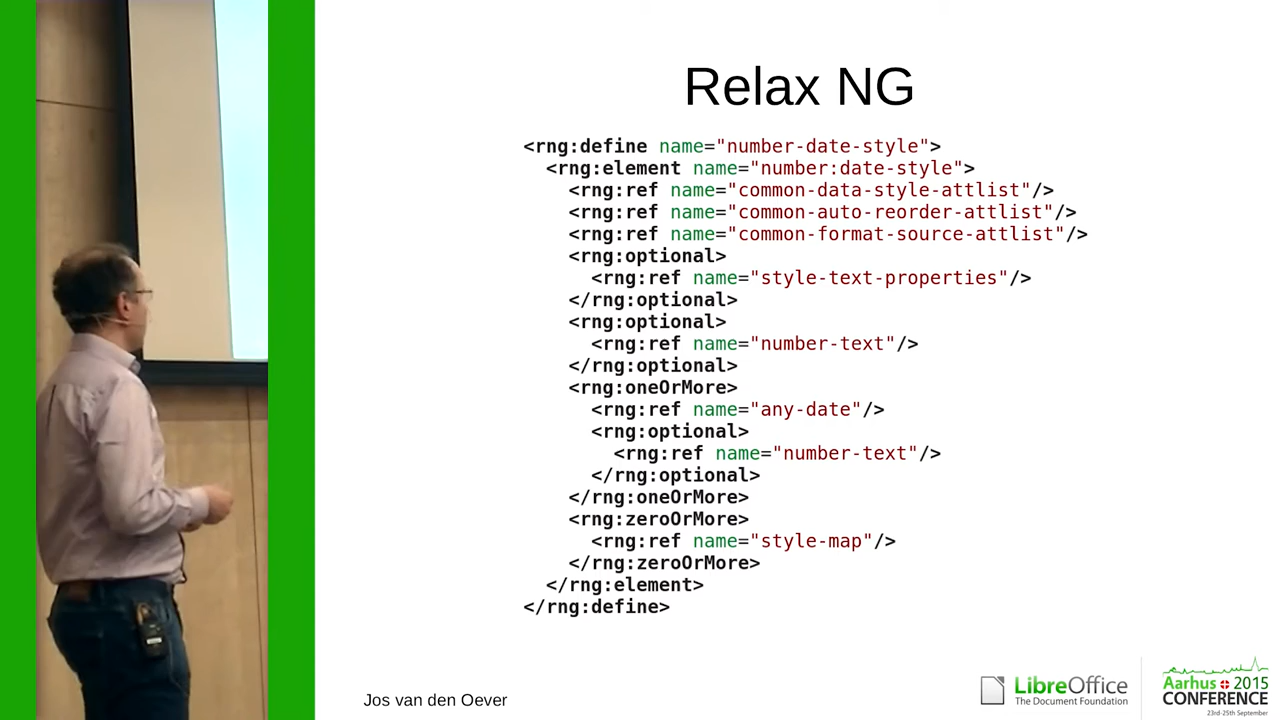 Relax NG
<rng:define name="number-date-style">
<rng:element name="number:date-style">
<rng:ref name="common-data-style-attlist"/>
<rng:ref name="common-auto-reorder-attlist"/>
<rng:ref name="common-format-source-attlist"/>
<rng:optional>
<rng:ref name="style-text-properties"/>
</rng:optional>
<rng:optional>
<rng:ref name="number-text"/>
</rng:optional>
<rng:oneOrMore>
<rng:ref name="any-date"/>
<rng:optional>
<rng:ref name="number-text"/>
</rng:optional>
</rng:oneOrMore>
<rng:zeroOrMore>
<rng:ref name="style-map"/>
</rng:zeroOrMore>
</rng:element>
</rng:define>
Jos van den Oever
LibreOffice
The Document Foundation
Aarhus 2015
CONFERENCE
23rd-25th September